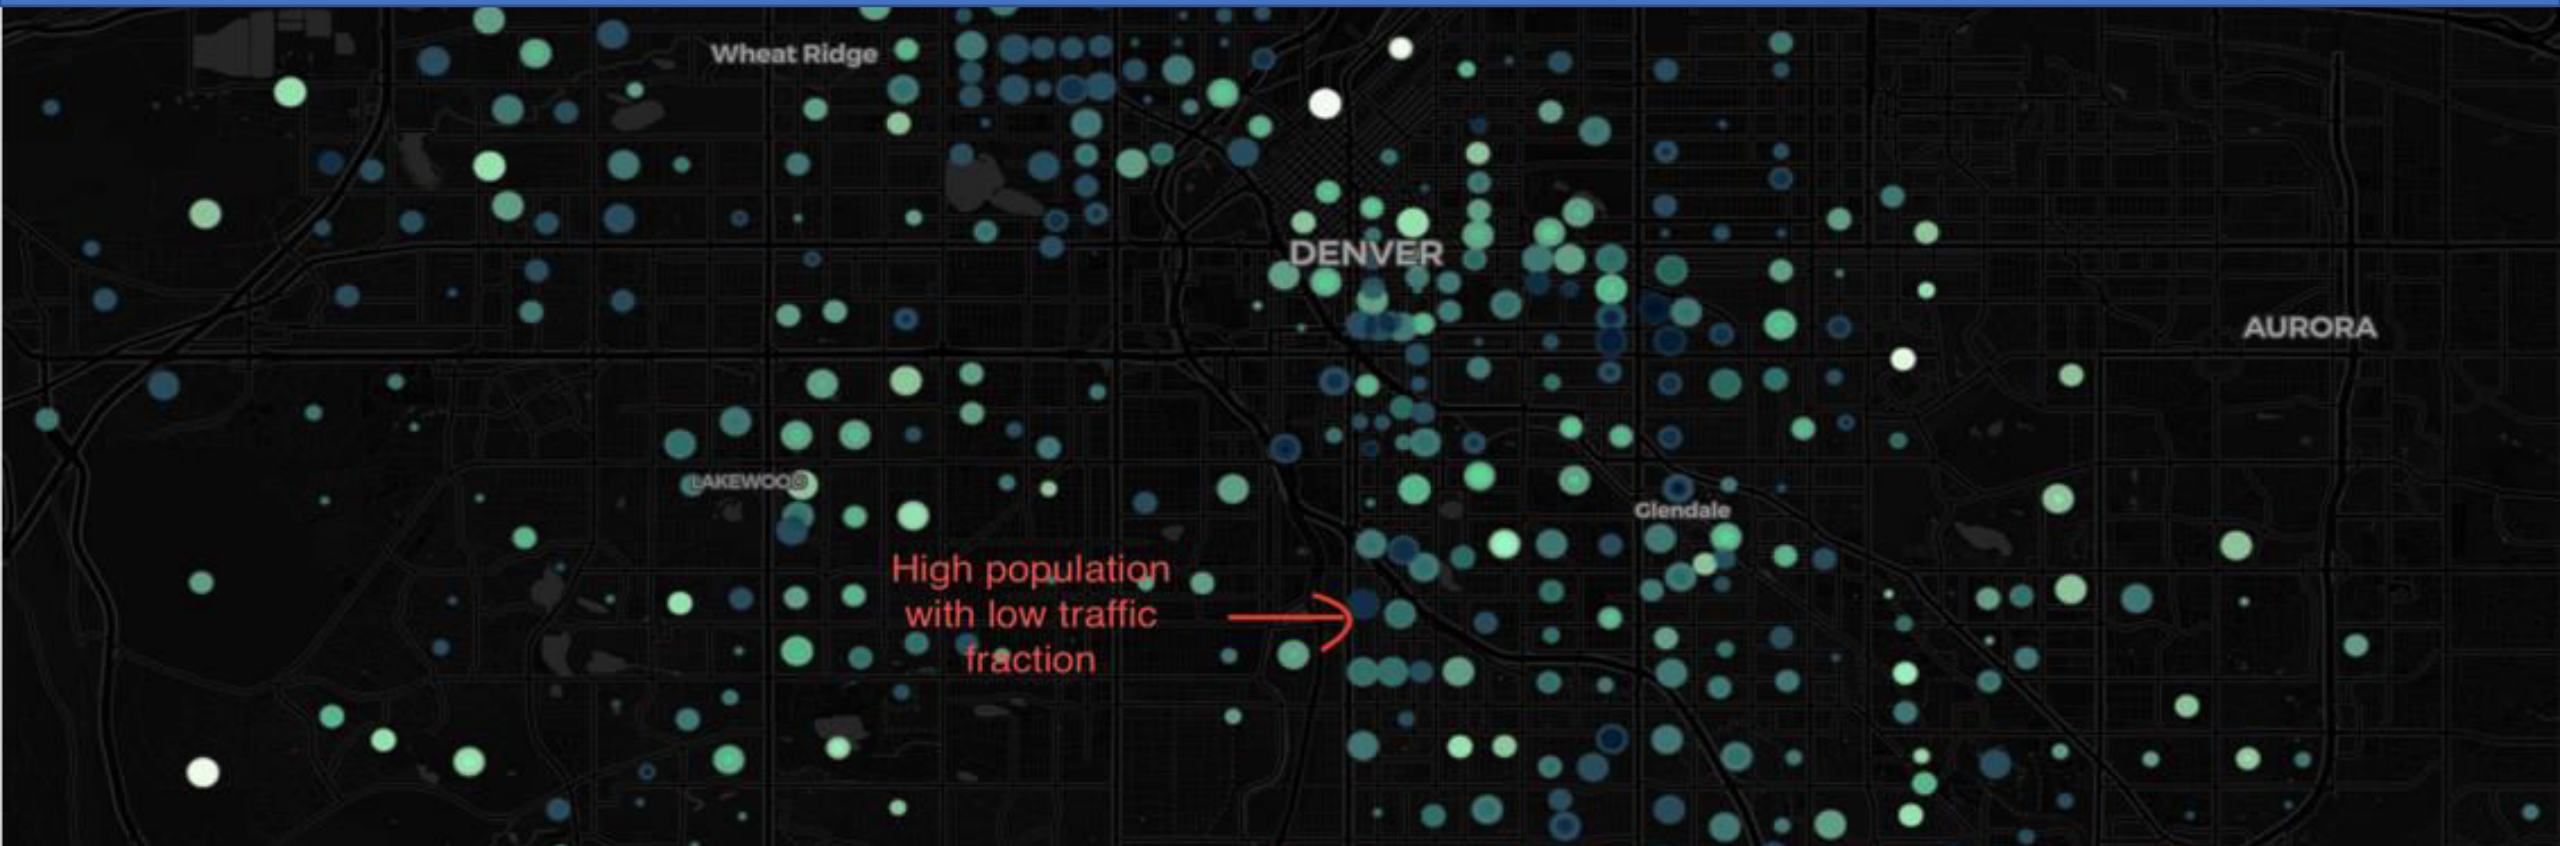 Wheat Ridge
DENVER
AURORA
LAKEWOOD
Glendale
High population
with low traffic
fraction